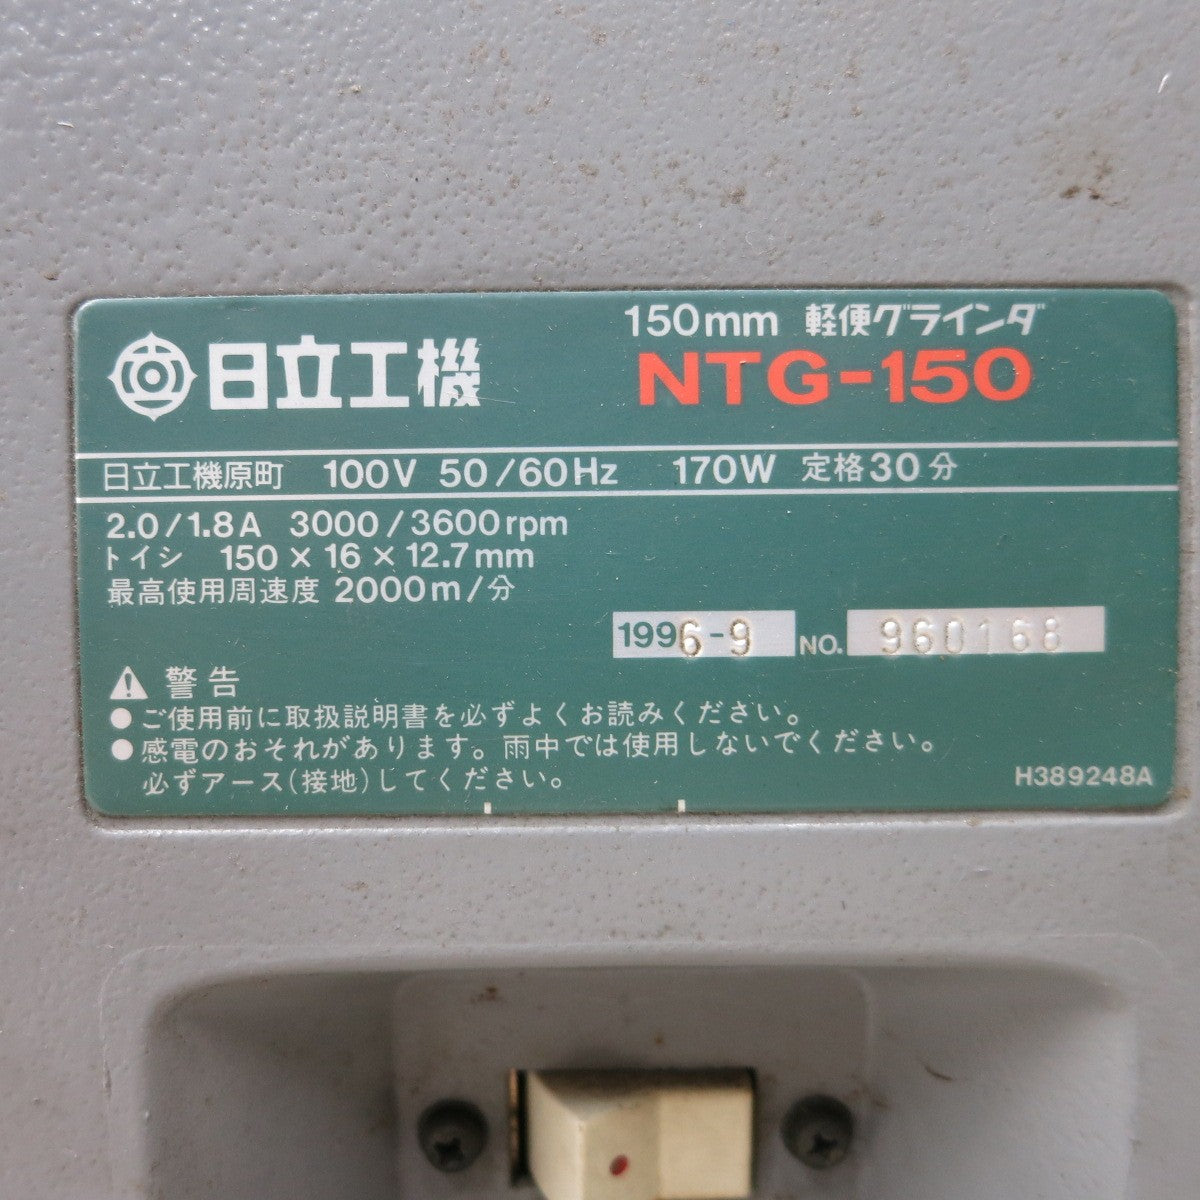 日立工機
150mm 軽便グラインダ
NTG-150
日立工機原町 100V 50/60Hz 170W 定格30分
2.0/1.8A 3000/3600rpm
トイシ 150×16×12.7mm
最高使用周速度 2000m/分
1996-9 NO. 960168
警告
●ご使用前に取扱説明書を必ずよくお読みください。
●感電のおそれがあります。雨中では使用しないでください。
必ずアース(接地)してください。
H389248A